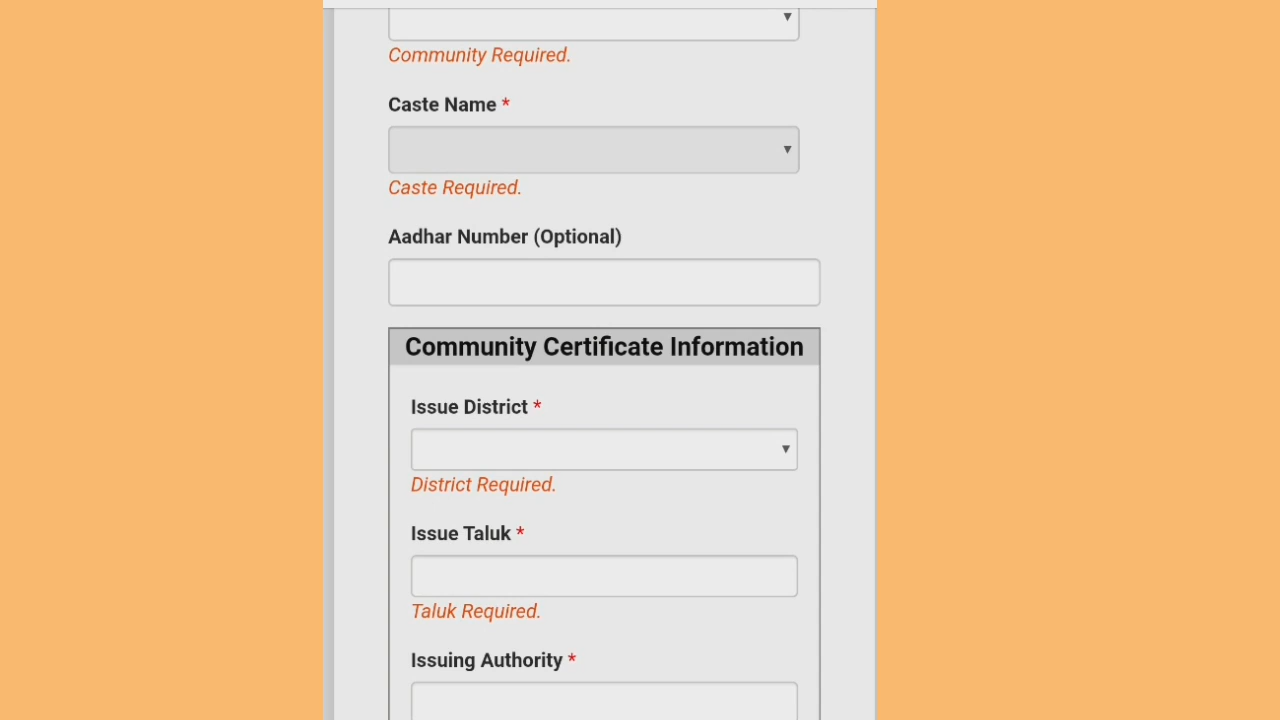 Community Required.
Caste Name *
Caste Required.
Aadhar Number (Optional)
Community Certificate Information
Issue District *
District Required.
Issue Taluk *
Taluk Required.
Issuing Authority *